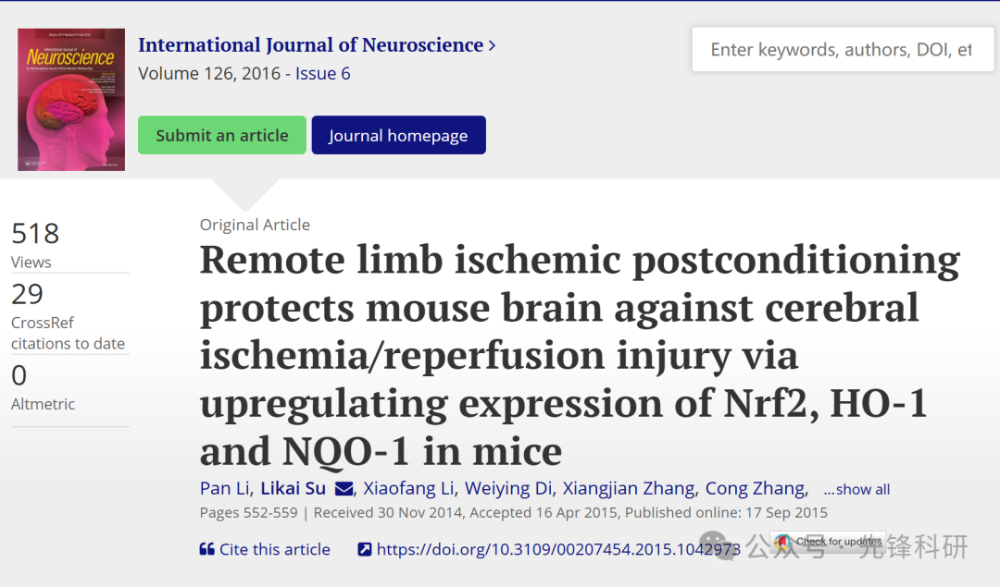 International Journal of Neuroscience >
Volume 126, 2016 - Issue 6
Enter keywords, authors, DOI, et
Neuroscience
Submit an article
Journal homepage
518
Views
29
CrossRef
citations to date
0
Altmetric
Original Article
Remote limb ischemic postconditioning
protects mouse brain against cerebral
ischemia/reperfusion injury via
upregulating expression of Nrf2, HO-1
and NQO-1 in mice
Pan Li, Likai Su, Xiaofang Li, Weiying Di, Xiangjian Zhang, Cong Zhang, ...show all
Pages 552-559 | Received 30 Nov 2014, Accepted 16 Apr 2015, Published online: 17 Sep 2015
Cite this article
https://doi.org/10.3109/00207454.2015.1042973
Check for updates
公众号 · 先锋科研